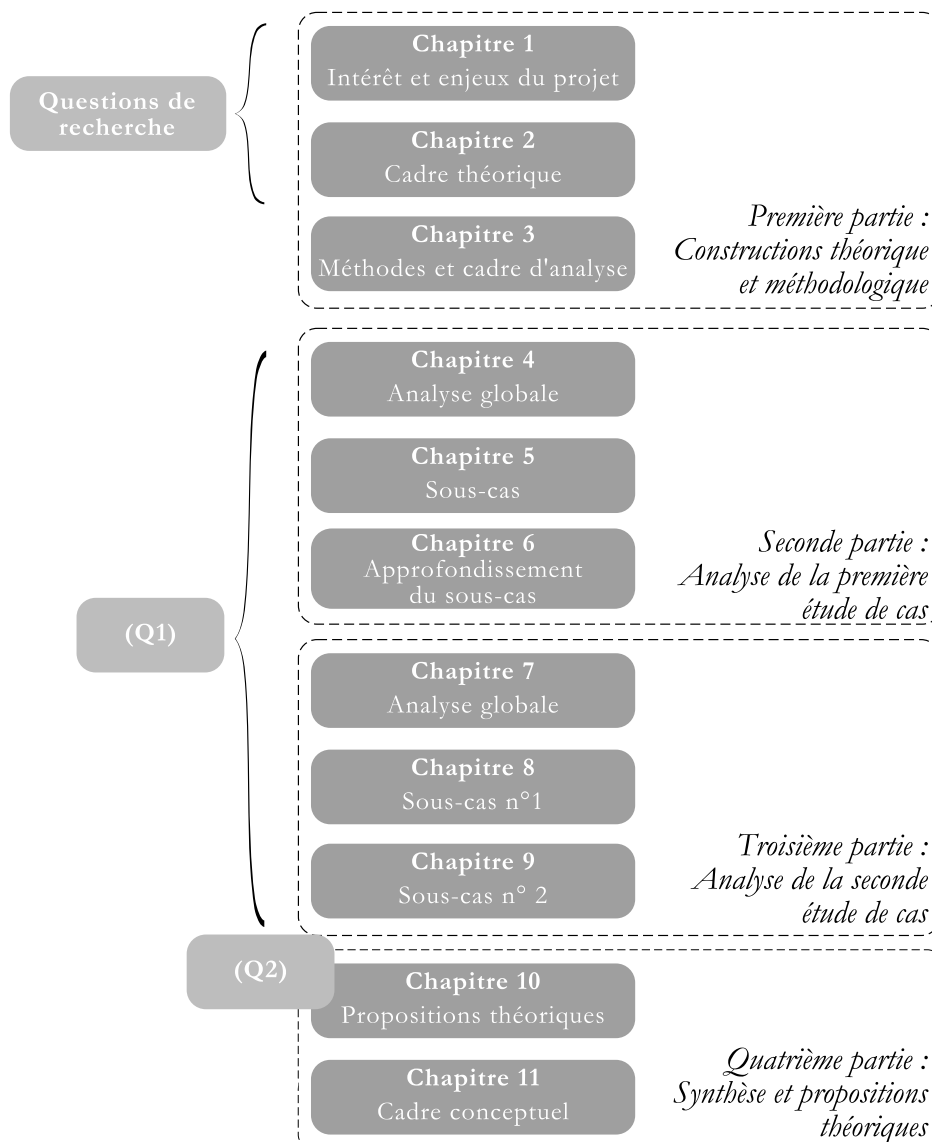 Questions de
recherche
Chapitre 1
Intérêt et enjeux du projet
Chapitre 2
Cadre théorique
Chapitre 3
Méthodes et cadre d'analyse
Première partie :
Constructions théorique
et méthodologique
(Q1)
Chapitre 4
Analyse globale
Chapitre 5
Sous-cas
Chapitre 6
Approfondissement
du sous-cas
Seconde partie :
Analyse de la première
étude de cas
Chapitre 7
Analyse globale
Chapitre 8
Sous-cas n°1
Chapitre 9
Sous-cas n° 2
Troisième partie :
Analyse de la seconde
étude de cas
(Q2)
Chapitre 10
Propositions théoriques
Chapitre 11
Cadre conceptuel
Quatrième partie :
Synthèse et propositions
théoriques